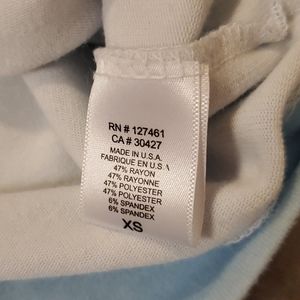 RN # 127461
CA # 30427
MADE IN U.S.A.
FABRIQUÉ EN U.S.A
47% RAYON
47% RAYONNE
47% POLYESTER
47% POLYESTER
6% SPANDEX
6% SPANDEX
XS